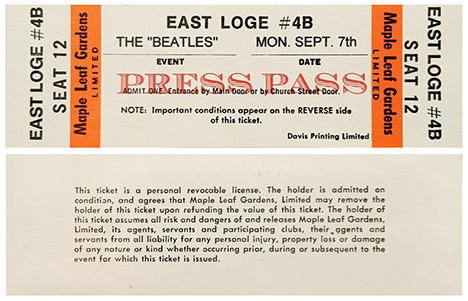 EAST LOGE #4B
SEAT 12
Maple Leaf Gardens
LIMITED
EAST LOGE #4B
THE "BEATLES" MON. SEPT. 7th
EVENT DATE
PRESS PASS
ADMIT ONE. Entrance by Main Door or by Church Street Door.
NOTE: Important conditions appear on the REVERSE side
of this ticket.
Davis Printing Limited
Maple Leaf Gardens
LIMITED
SEAT 12
EAST LOGE #4B
This ticket is a personal revocable license. The holder is admitted on
condition, and agrees that Maple Leaf Gardens, Limited may remove the
holder of this ticket upon refunding the value of this ticket. The holder of
this ticket assumes all risk and dangers of and releases Maple Leaf Gardens,
Limited, its agents, servants and participating clubs, their agents and
servants from all liability for any personal injury, property loss or damage
of any nature or kind whether occurring prior, during or subsequent to the
event for which this ticket is issued.